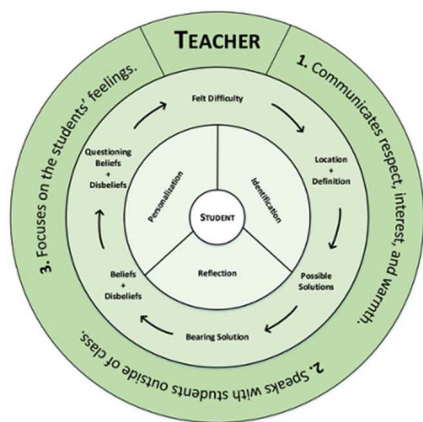 TEACHER
1. Communicates respect, interest, and warmth.
2. Speaks with students outside of class.
3. Focuses on the students' feelings.
Felt Difficulty
Location
+
Definition
Possible
Solutions
Bearing Solution
Beliefs
+
Disbeliefs
Questioning
Beliefs
+
Disbeliefs
Personalization
Identification
Reflection
STUDENT